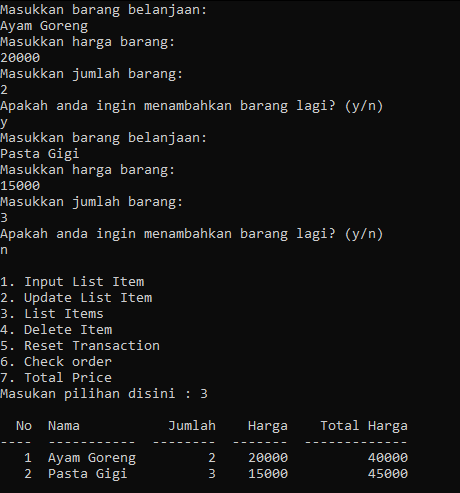 Masukkan barang belanjaan:
Ayam Goreng
Masukkan harga barang:
20000
Masukkan jumlah barang:
2
Apakah anda ingin menambahkan barang lagi? (y/n)
y
Masukkan barang belanjaan:
Pasta Gigi
Masukkan harga barang:
15000
Masukkan jumlah barang:
3
Apakah anda ingin menambahkan barang lagi? (y/n)
n

1. Input List Item
2. Update List Item
3. List Items
4. Delete Item
5. Reset Transaction
6. Check order
7. Total Price
Masukan pilihan disini : 3

  No  Nama           Jumlah    Harga    Total Harga
----  -----------  --------  -------  -------------
   1  Ayam Goreng         2    20000          40000
   2  Pasta Gigi          3    15000          45000